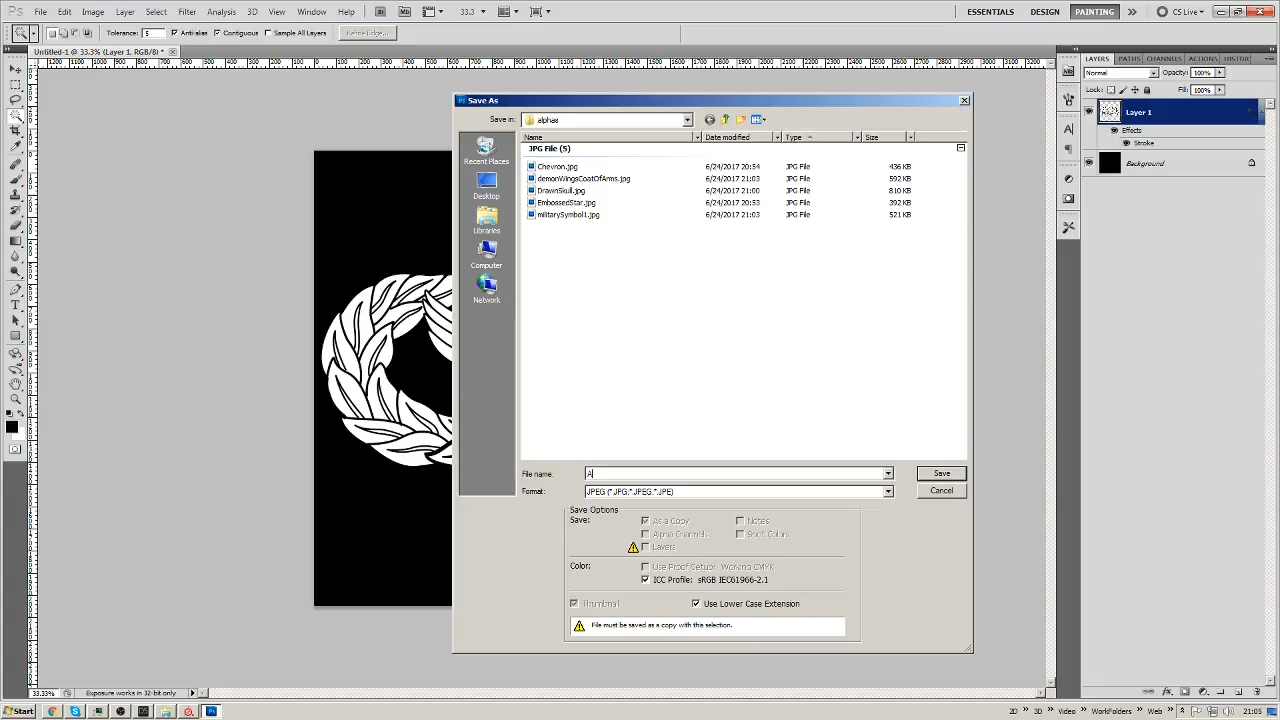 Ps File Edit Image Layer Select Filter Analysis 3D View Window Help Br Mb 33.3 ESSENTIALS DESIGN PAINTING CS Live
Tolerance: 5 Anti-alias Contiguous Sample All Layers Refine Edge...
Untitled-1 @ 33.3% (Layer 1, RGB/8) *
LAYERS PATHS CHANNELS ACTIONS HISTOR
Normal Opacity: 100%
Lock: Fill: 100%
Layer 1
Effects
Stroke
Background
Save As
Save in: alphas
Name Date modified Type Size
JPG File (5)
Chevron.jpg 6/24/2017 20:54 JPG File 436 KB
demonWingsCoatOfArms.jpg 6/24/2017 21:03 JPG File 592 KB
DrawnSkull.jpg 6/24/2017 21:00 JPG File 810 KB
EmbossedStar.jpg 6/24/2017 20:53 JPG File 392 KB
militarySymbol1.jpg 6/24/2017 21:03 JPG File 521 KB
Recent Places
Desktop
Libraries
Computer
Network
File name: A Save
Format: JPEG (*.JPG;*.JPEG;*.JPE) Cancel
Save Options
Save: As a Copy Notes
Alpha Channels Spot Colors
Layers
Color: Use Proof Setup: Working CMYK
ICC Profile: sRGB IEC61966-2.1
Thumbnail Use Lower Case Extension
File must be saved as a copy with this selection.
33.33% Exposure works in 32-bit only
Start 2D 3D Video WorkFolders Web 21:05